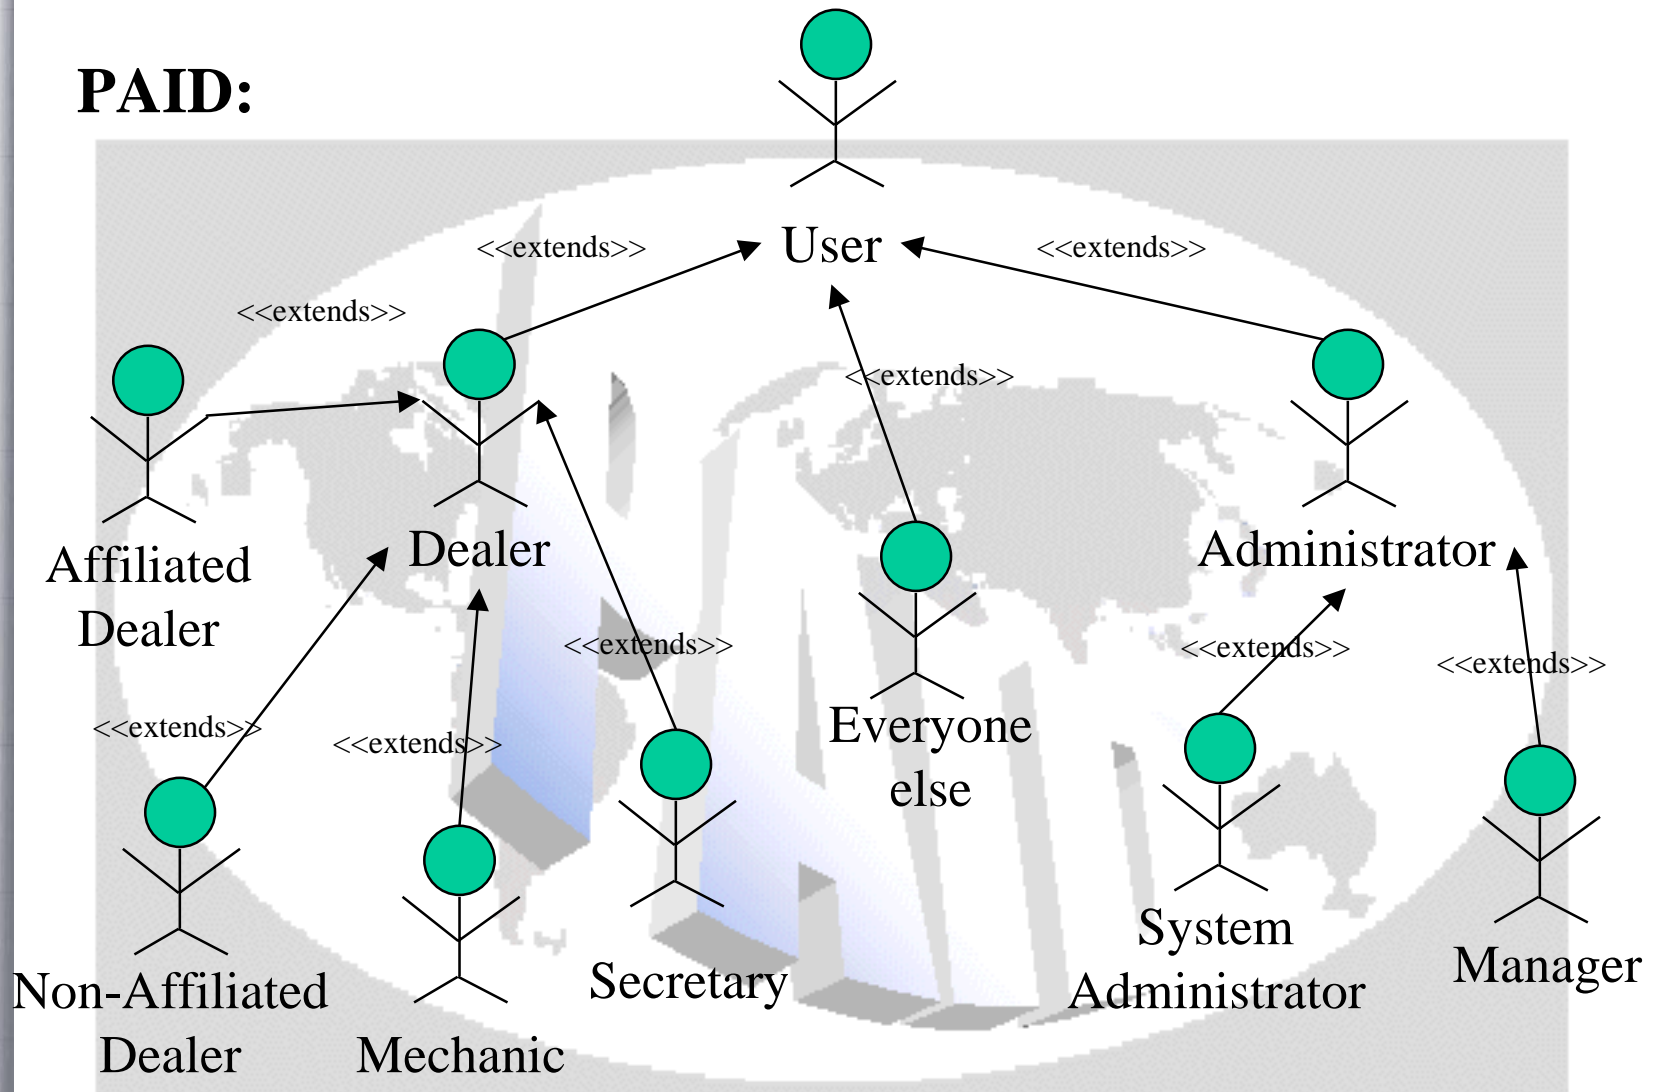 PAID:
User
<<extends>>
<<extends>>
<<extends>>
<<extends>>
Dealer
Administrator
Affiliated
Dealer
<<extends>>
<<extends>>
<<extends>>
<<extends>>
<<extends>>
Everyone
else
System
Administrator
Manager
Secretary
Non-Affiliated
Dealer
Mechanic